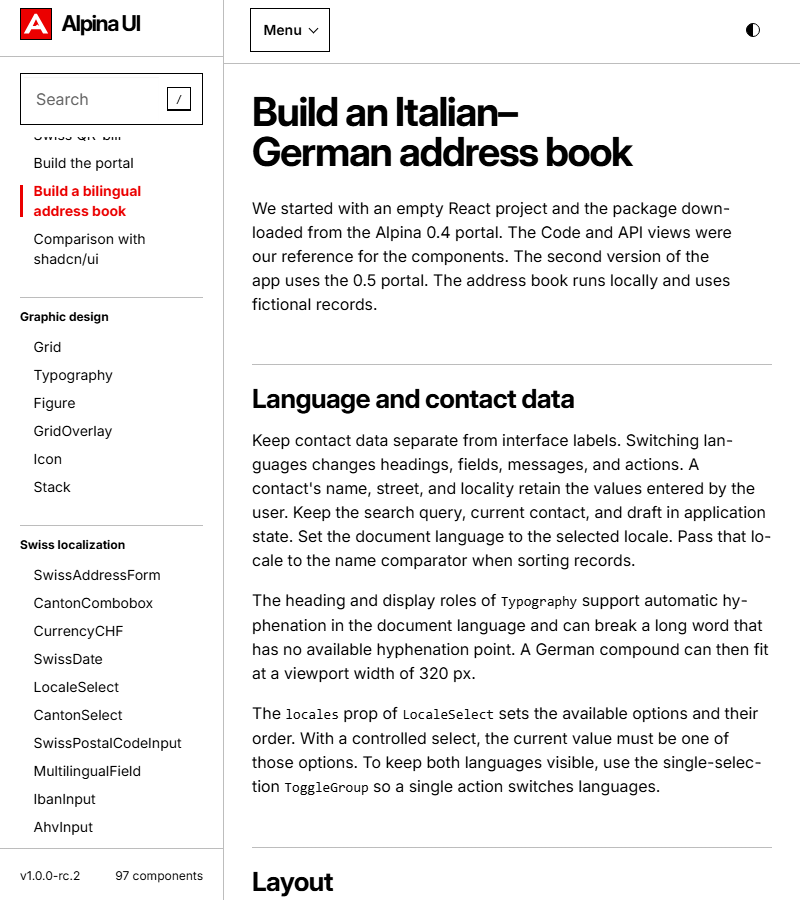 Alpina UI
Search
/
Swiss QR-bill
Build the portal
Build a bilingual
address book
Comparison with
shadcn/ui
Graphic design
Grid
Typography
Figure
GridOverlay
Icon
Stack
Swiss localization
SwissAddressForm
CantonCombobox
CurrencyCHF
SwissDate
LocaleSelect
CantonSelect
SwissPostalCodeInput
MultilingualField
IbanInput
AhvInput
v1.0.0-rc.2
97 components
Menu
Build an Italian–
German address book
We started with an empty React project and the package down-
loaded from the Alpina 0.4 portal. The Code and API views were
our reference for the components. The second version of the
app uses the 0.5 portal. The address book runs locally and uses
fictional records.
Language and contact data
Keep contact data separate from interface labels. Switching lan-
guages changes headings, fields, messages, and actions. A
contact's name, street, and locality retain the values entered by the
user. Keep the search query, current contact, and draft in application
state. Set the document language to the selected locale. Pass that lo-
cale to the name comparator when sorting records.
The heading and display roles of Typography support automatic hy-
phenation in the document language and can break a long word that
has no available hyphenation point. A German compound can then fit
at a viewport width of 320 px.
The locales prop of LocaleSelect sets the available options and their
order. With a controlled select, the current value must be one of
those options. To keep both languages visible, use the single-selec-
tion ToggleGroup so a single action switches languages.
Layout